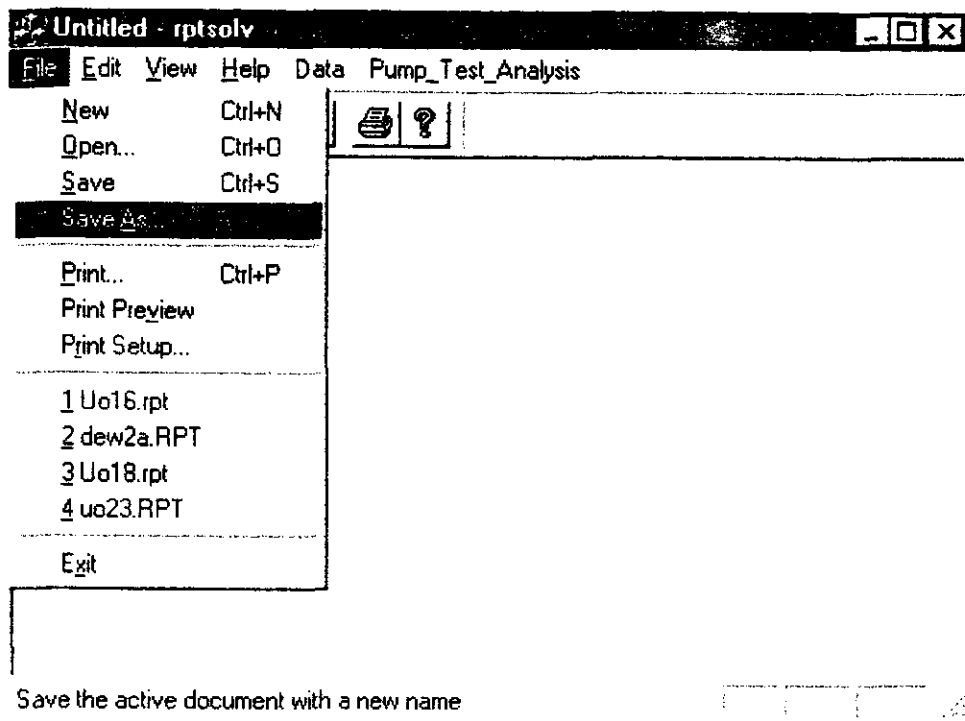 Untitled - rptsolv
File Edit View Help Data Pump_Test_Analysis
New Ctrl+N
Open... Ctrl+O
Save Ctrl+S
Save As...
Print... Ctrl+P
Print Preview
Print Setup...
1 Uo16.rpt
2 dew2a.RPT
3 Uo18.rpt
4 uo23.RPT
Exit
Save the active document with a new name